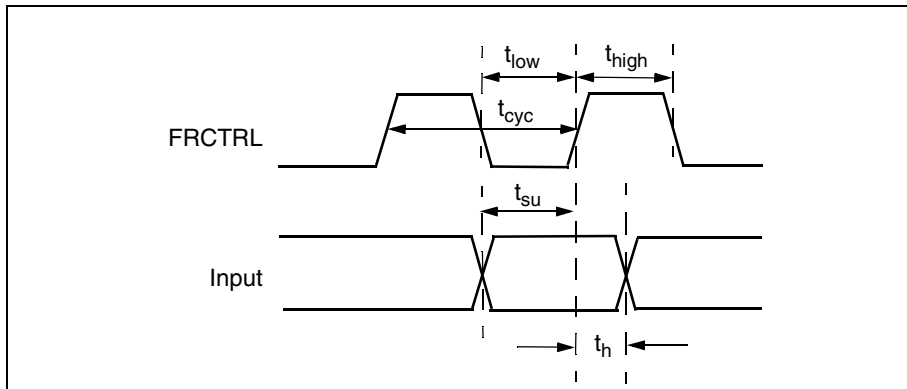 t_low t_high
t_cyc
FRCTRL
t_su
Input
t_h